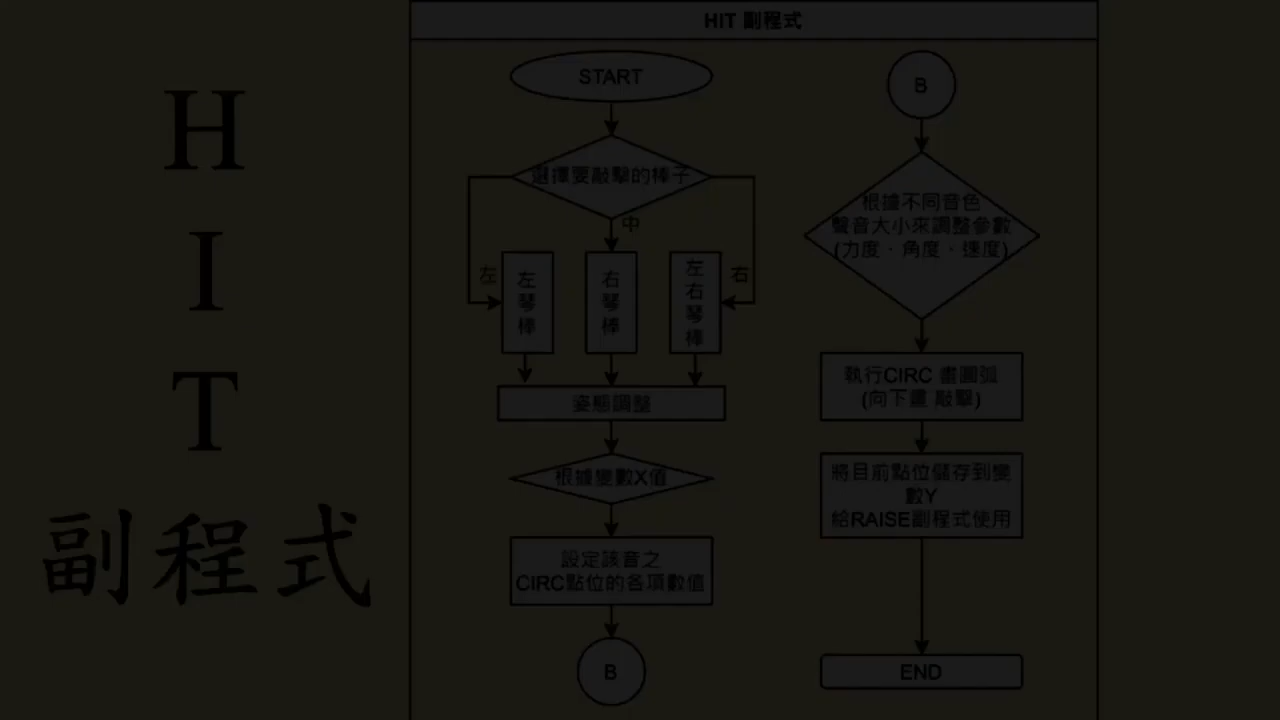 H
I
T
副程式
HIT 副程式
START
選擇要敲擊的棒子
中
左
右
左
琴
棒
右
琴
棒
左
右
琴
棒
姿態調整
根據變數X值
設定該音之
CIRC點位的各項數值
B
B
根據不同音色
聲音大小來調整參數
(力度、角度、速度)
執行CIRC 畫圓弧
(向下畫 敲擊)
將目前點位儲存到變
數Y
給RAISE副程式使用
END